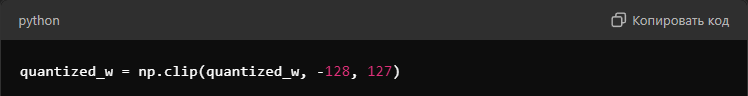 python
Копировать код
quantized_w = np.clip(quantized_w, -128, 127)